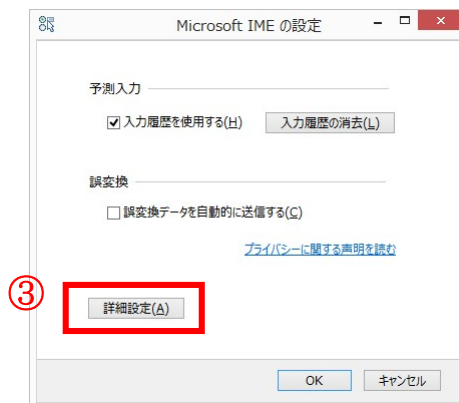 Microsoft IME の設定
予測入力
入力履歴を使用する(H) 入力履歴の消去(L)
誤変換
誤変換データを自動的に送信する(C)
プライバシーに関する声明を読む
③
詳細設定(A)
OK キャンセル